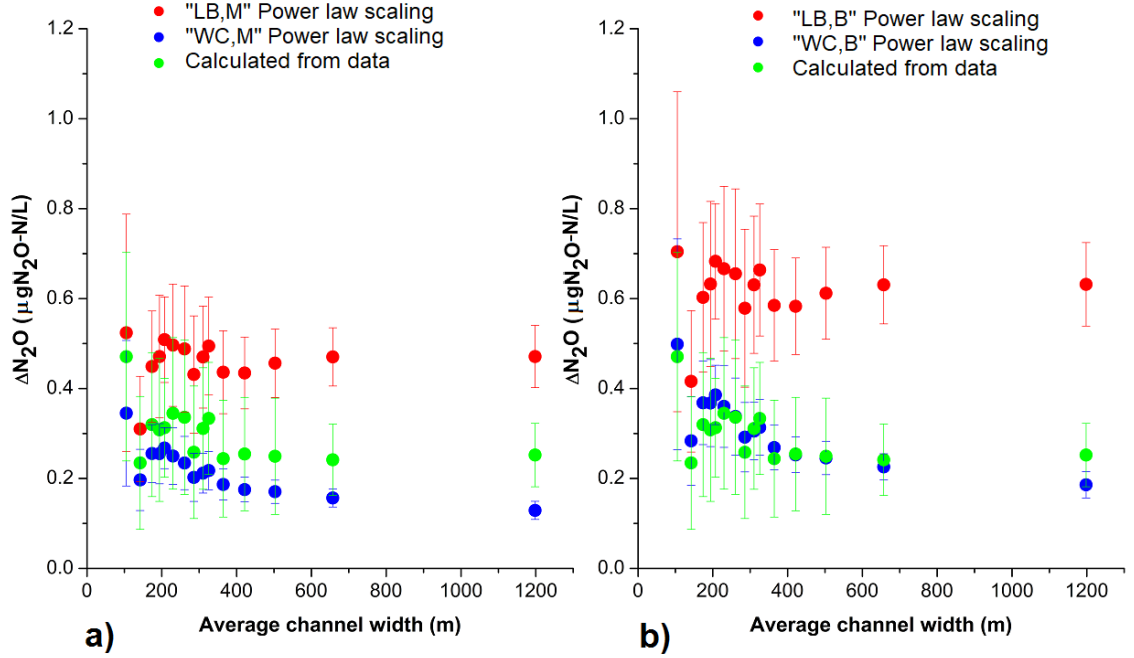 "LB,M" Power law scaling
"WC,M" Power law scaling
Calculated from data
1.2
1.0
0.8
0.6
0.4
0.2
0.0
ΔN2O (μgN2O-N/L)
0 200 400 600 800 1000 1200
Average channel width (m)
a)
"LB,B" Power law scaling
"WC,B" Power law scaling
Calculated from data
1.2
1.0
0.8
0.6
0.4
0.2
0.0
ΔN2O (μgN2O-N/L)
0 200 400 600 800 1000 1200
Average channel width (m)
b)